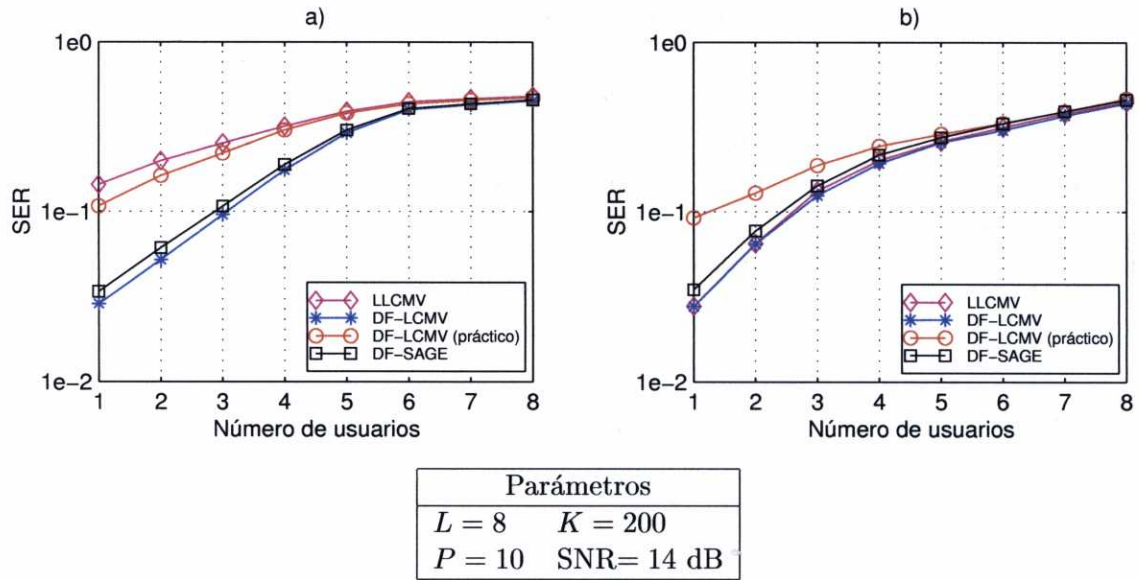 a)
1e0
1e−1
1e−2
SER
1 2 3 4 5 6 7 8
Número de usuarios
LLCMV
DF−LCMV
DF−LCMV (práctico)
DF−SAGE
b)
1e0
1e−1
1e−2
SER
1 2 3 4 5 6 7 8
Número de usuarios
LLCMV
DF−LCMV
DF−LCMV (práctico)
DF−SAGE
Parámetros
L = 8 K = 200
P = 10 SNR= 14 dB